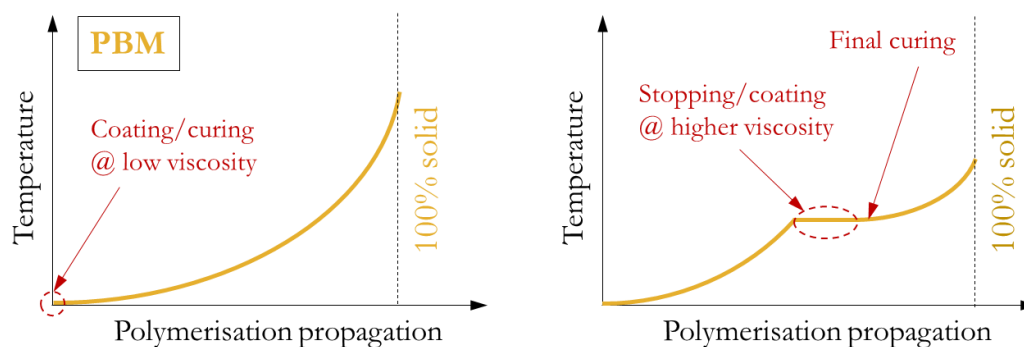 PBM
Coating/curing
@ low viscosity
Temperature
100% solid
Polymerisation propagation
Final curing
Stopping/coating
@ higher viscosity
Temperature
100% solid
Polymerisation propagation